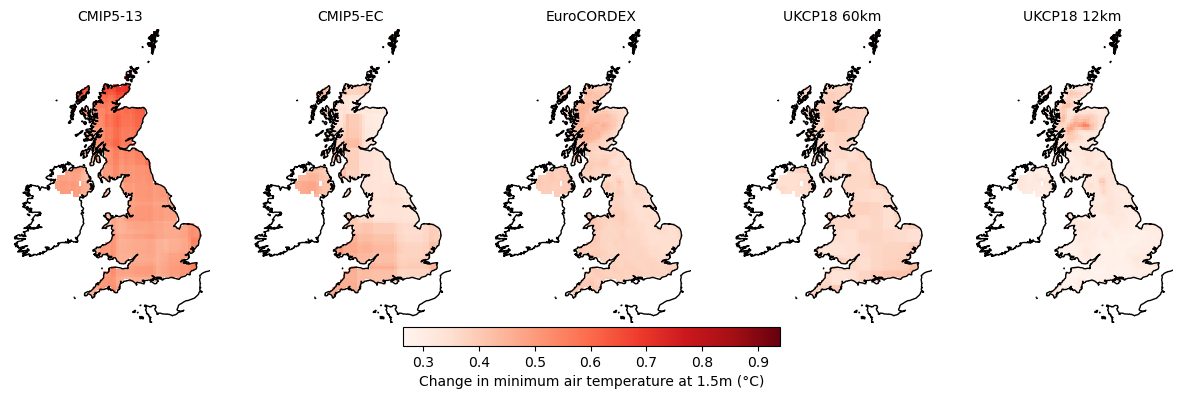 CMIP5-13 CMIP5-EC EuroCORDEX UKCP18 60km UKCP18 12km
0.3 0.4 0.5 0.6 0.7 0.8 0.9
Change in minimum air temperature at 1.5m (°C)